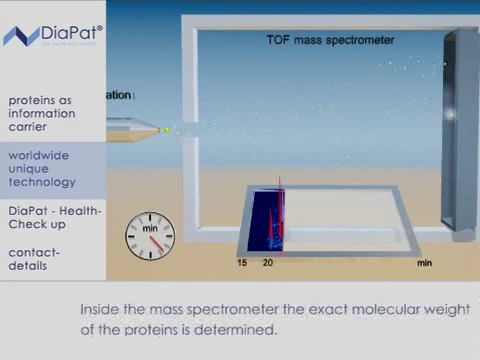 DiaPat®
proteins as
information
carrier
worldwide
unique
technology
DiaPat - Health-
Check up
contact-
details
TOF mass spectrometer
ation
min
15 20 min
Inside the mass spectrometer the exact molecular weight
of the proteins is determined.